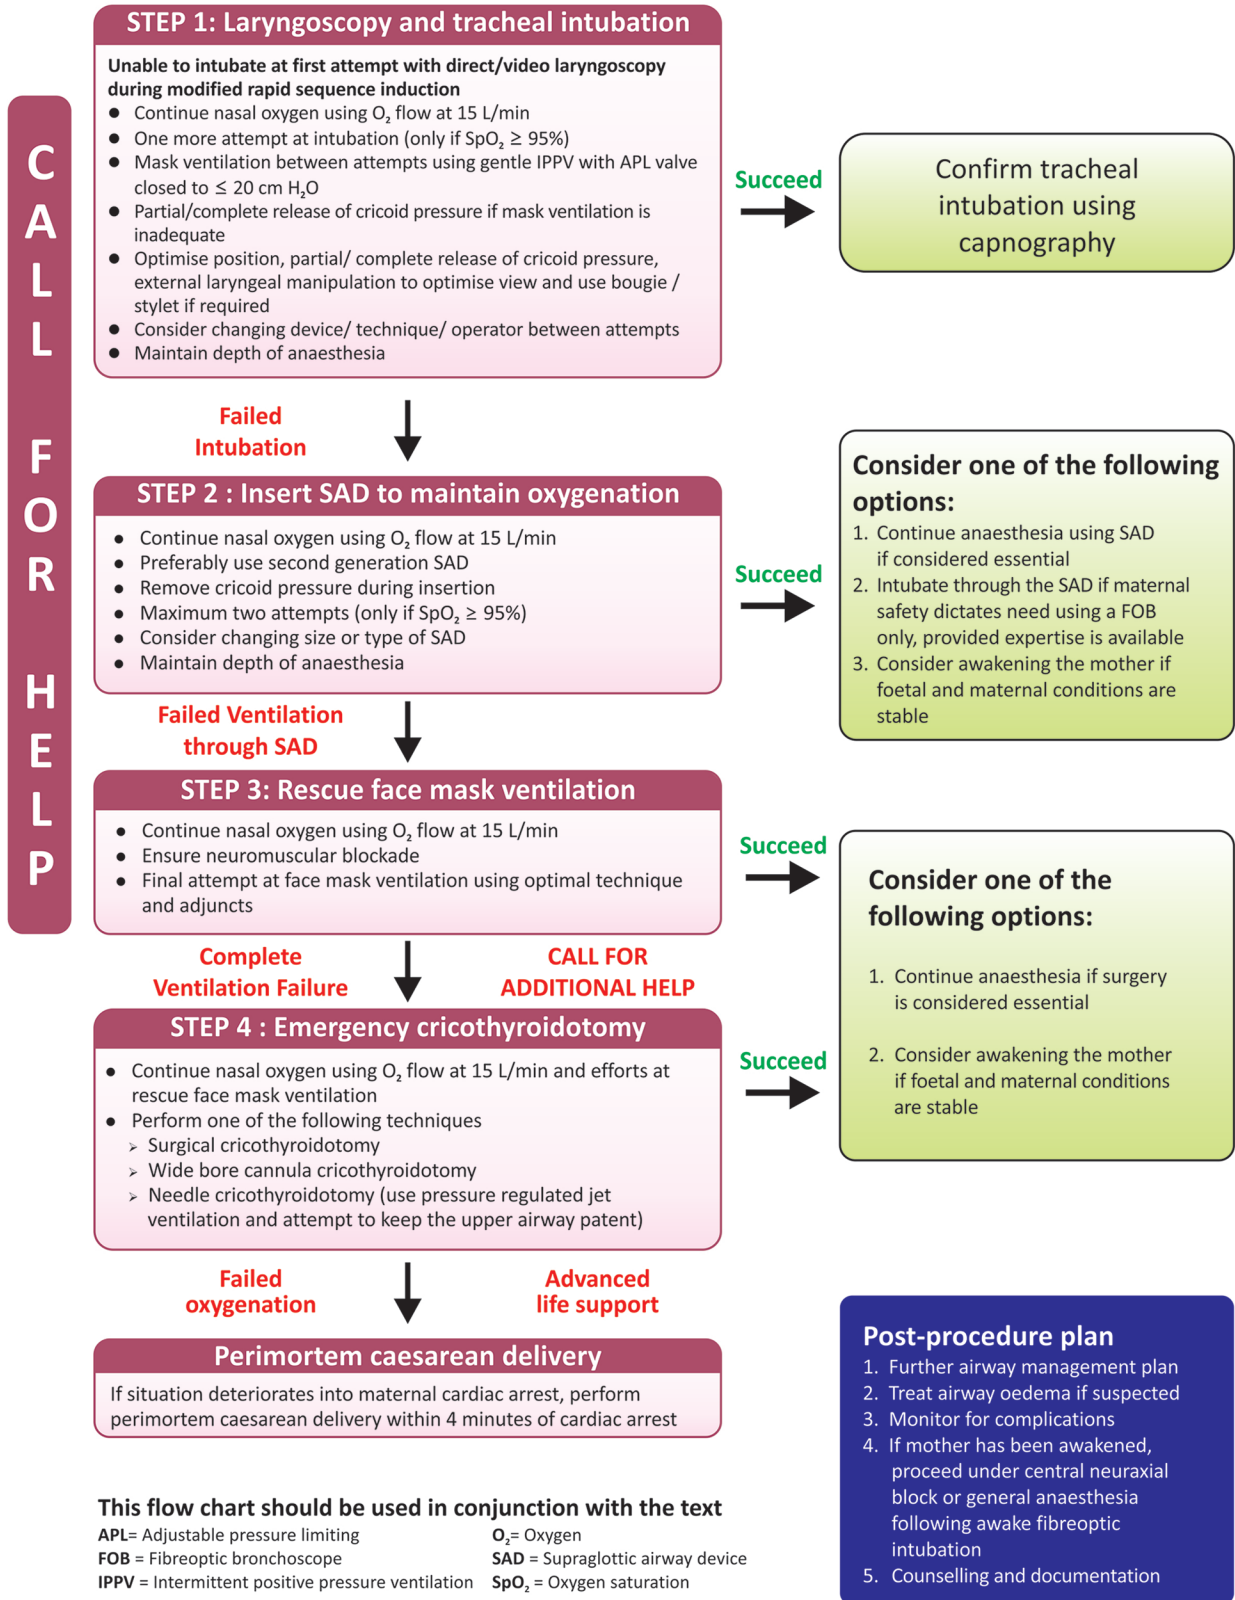 CALL FOR HELP
STEP 1: Laryngoscopy and tracheal intubation
Unable to intubate at first attempt with direct/video laryngoscopy
during modified rapid sequence induction
● Continue nasal oxygen using O₂ flow at 15 L/min
● One more attempt at intubation (only if SpO₂ ≥ 95%)
● Mask ventilation between attempts using gentle IPPV with APL valve
closed to ≤ 20 cm H₂O
● Partial/complete release of cricoid pressure if mask ventilation is
inadequate
● Optimise position, partial/ complete release of cricoid pressure,
external laryngeal manipulation to optimise view and use bougie /
stylet if required
● Consider changing device/ technique/ operator between attempts
● Maintain depth of anaesthesia
Succeed
Confirm tracheal
intubation using
capnography
Failed
Intubation
STEP 2 : Insert SAD to maintain oxygenation
● Continue nasal oxygen using O₂ flow at 15 L/min
● Preferably use second generation SAD
● Remove cricoid pressure during insertion
● Maximum two attempts (only if SpO₂ ≥ 95%)
● Consider changing size or type of SAD
● Maintain depth of anaesthesia
Succeed
Consider one of the following
options:
1. Continue anaesthesia using SAD
if considered essential
2. Intubate through the SAD if maternal
safety dictates need using a FOB
only, provided expertise is available
3. Consider awakening the mother if
foetal and maternal conditions are
stable
Failed Ventilation
through SAD
STEP 3: Rescue face mask ventilation
● Continue nasal oxygen using O₂ flow at 15 L/min
● Ensure neuromuscular blockade
● Final attempt at face mask ventilation using optimal technique
and adjuncts
Succeed
Consider one of the
following options:
1. Continue anaesthesia if surgery
is considered essential
2. Consider awakening the mother
if foetal and maternal conditions
are stable
Complete
Ventilation Failure
CALL FOR
ADDITIONAL HELP
STEP 4 : Emergency cricothyroidotomy
● Continue nasal oxygen using O₂ flow at 15 L/min and efforts at
rescue face mask ventilation
● Perform one of the following techniques
➢ Surgical cricothyroidotomy
➢ Wide bore cannula cricothyroidotomy
➢ Needle cricothyroidotomy (use pressure regulated jet
ventilation and attempt to keep the upper airway patent)
Succeed
Failed
oxygenation
Advanced
life support
Perimortem caesarean delivery
If situation deteriorates into maternal cardiac arrest, perform
perimortem caesarean delivery within 4 minutes of cardiac arrest
Post-procedure plan
1. Further airway management plan
2. Treat airway oedema if suspected
3. Monitor for complications
4. If mother has been awakened,
proceed under central neuraxial
block or general anaesthesia
following awake fibreoptic
intubation
5. Counselling and documentation
This flow chart should be used in conjunction with the text
APL= Adjustable pressure limiting
FOB = Fibreoptic bronchoscope
IPPV = Intermittent positive pressure ventilation
O₂= Oxygen
SAD = Supraglottic airway device
SpO₂ = Oxygen saturation